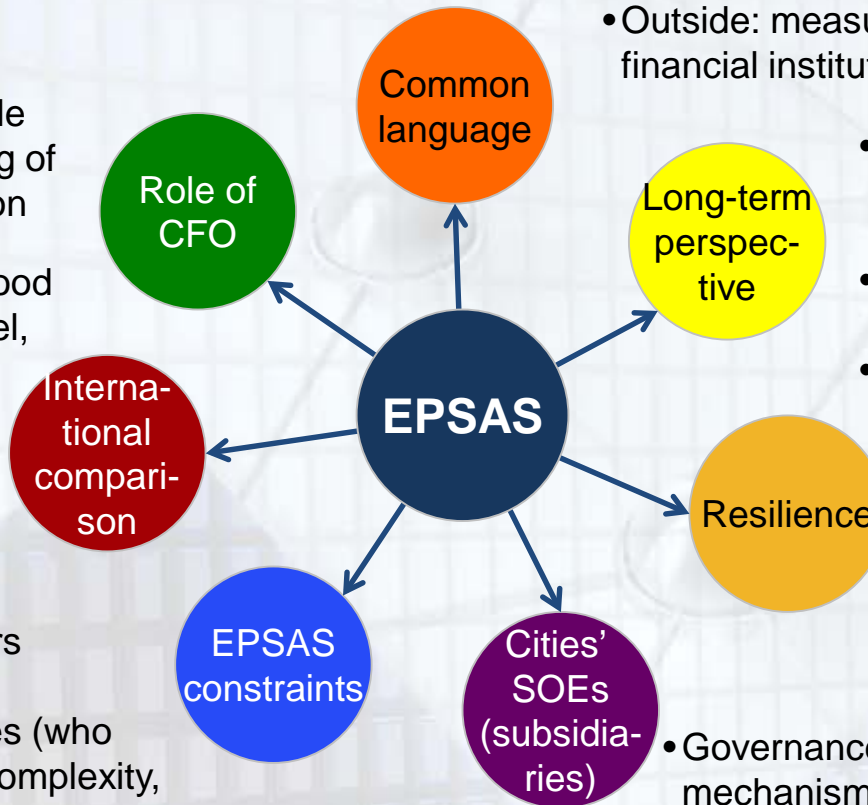 •Outside: measu
financial institu
Common
language
le
g of
on
ood
el,
Role of
CFO
Long-term
perspec-
tive
•
•
•
Interna-
tional
compari-
son
EPSAS
Resilience
EPSAS
constraints
Cities'
SOEs
(subsidia-
ries)
rs
es (who
omplexity,
•Governance
mechanism